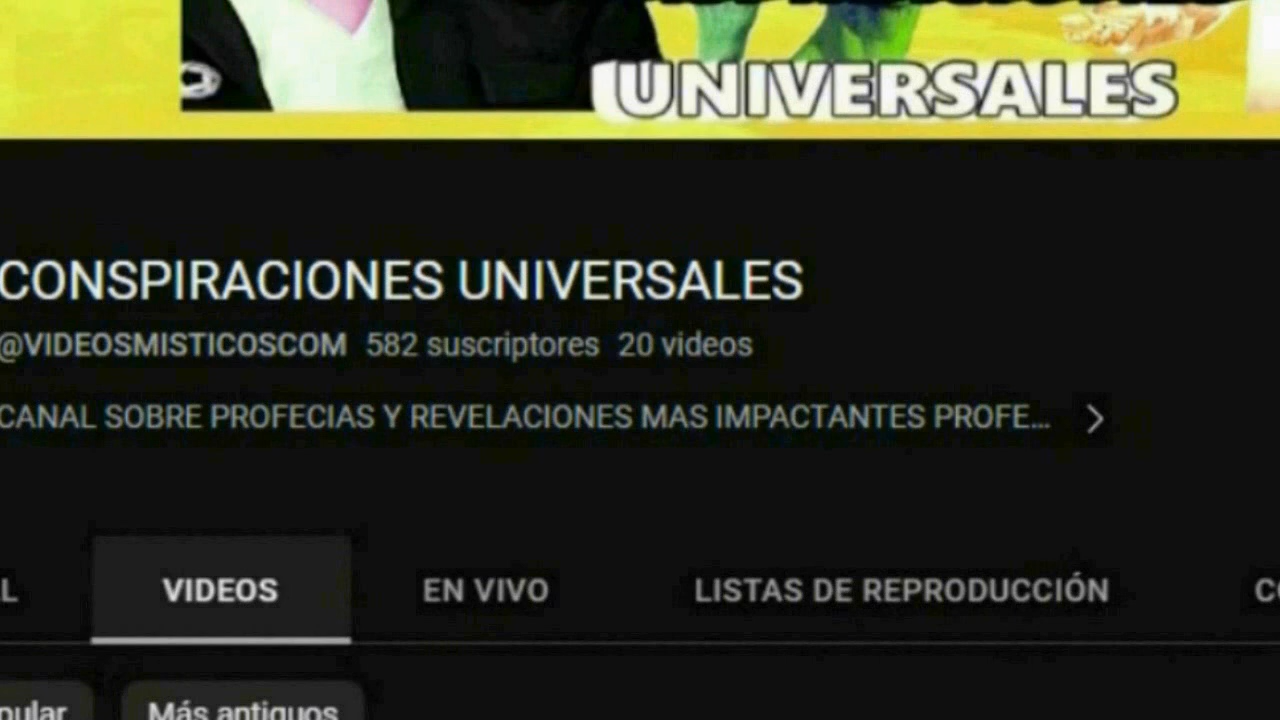 UNIVERSALES
CONSPIRACIONES UNIVERSALES
@VIDEOSMISTICOSCOM 582 suscriptores 20 videos
CANAL SOBRE PROFECIAS Y REVELACIONES MAS IMPACTANTES PROFE...
VIDEOS EN VIVO LISTAS DE REPRODUCCIÓN
Más antiguos